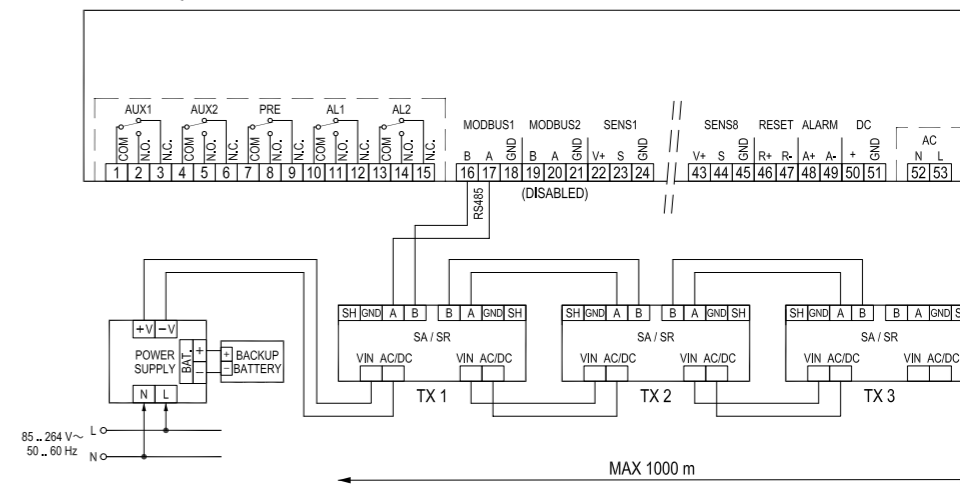 AUX1 AUX2 PRE AL1 AL2
COM N.O. N.C. COM N.O. N.C. COM N.O. N.C. COM N.O. N.C. COM N.O. N.C.
1 2 3 4 5 6 7 8 9 10 11 12 13 14 15
MODBUS1 MODBUS2 SENS1 SENS8 RESET ALARM DC AC
B A GND B A GND V+ S GND V+ S GND R+ R- A+ A- + GND N L
16 17 18 19 20 21 22 23 24 // 43 44 45 46 47 48 49 50 51 52 53
(DISABLED)
RS485
SH GND A B B A GND SH SH GND A B B A GND SH SH GND A B B A GND S
SA / SR SA / SR SA / SR
VIN AC/DC VIN AC/DC VIN AC/DC VIN AC/DC VIN AC/DC VIN AC/DC
TX 1 TX 2 TX 3
+V -V
POWER
SUPPLY
BAT.
+ -
+ BACKUP
- BATTERY
N L
85 .. 264 V~
50 .. 60 Hz
L
N
MAX 1000 m